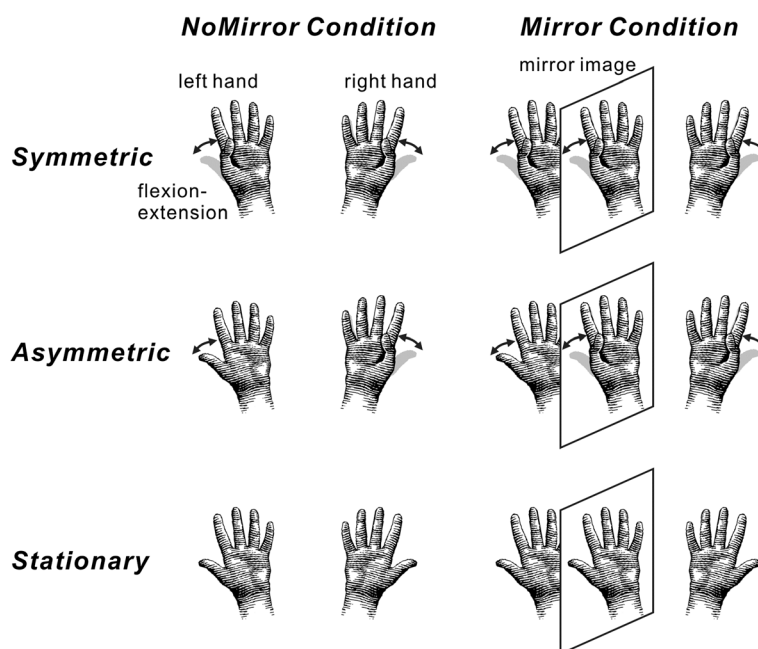 NoMirror Condition
Mirror Condition
mirror image
left hand
right hand
Symmetric
flexion-
extension
Asymmetric
Stationary